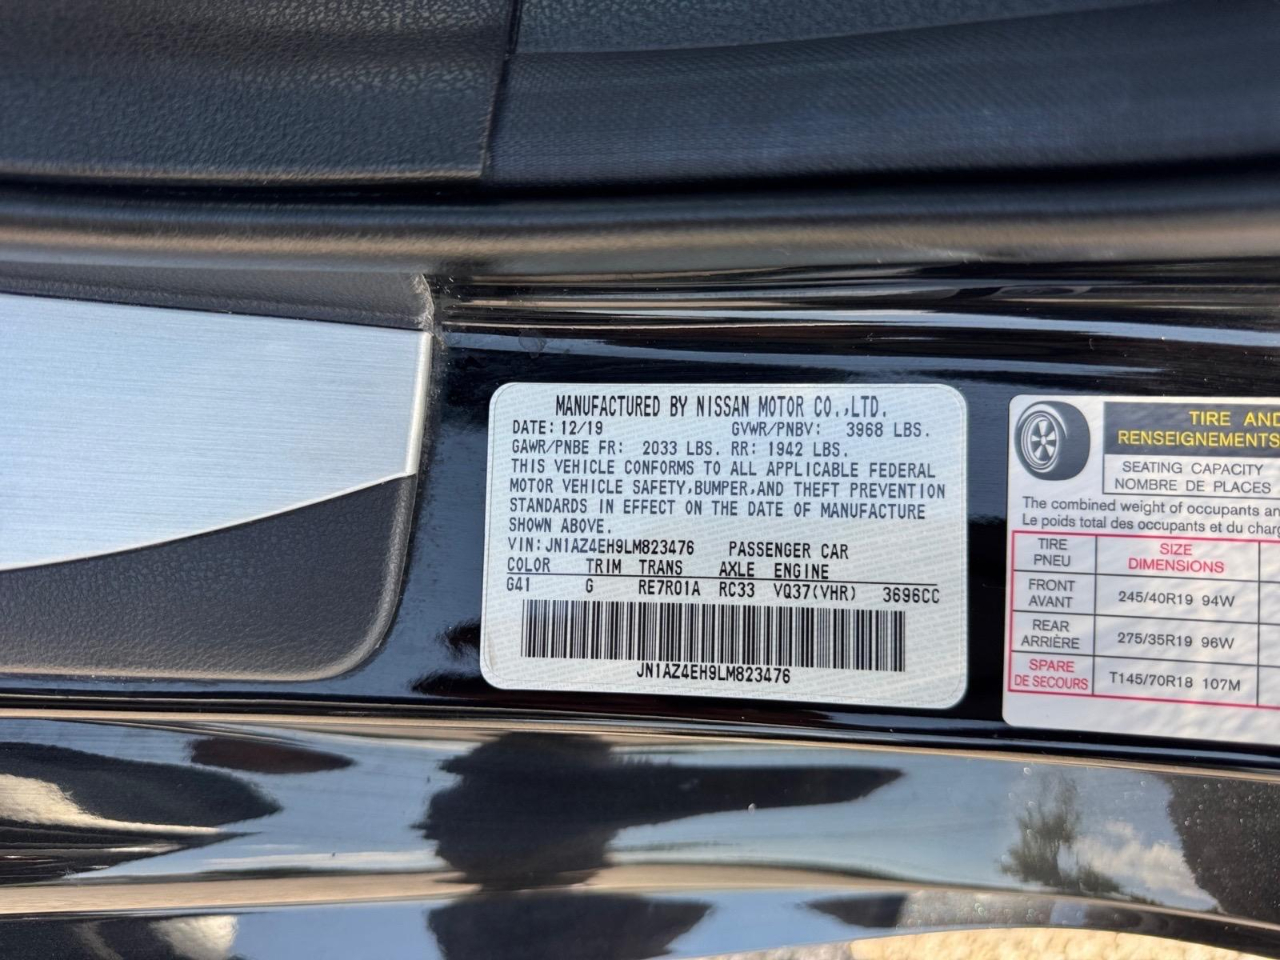 MANUFACTURED BY NISSAN MOTOR CO.,LTD.
DATE: 12/19 GVWR/PNBV: 3968 LBS.
GAWR/PNBE FR: 2033 LBS. RR: 1942 LBS.
THIS VEHICLE CONFORMS TO ALL APPLICABLE FEDERAL
MOTOR VEHICLE SAFETY,BUMPER,AND THEFT PREVENTION
STANDARDS IN EFFECT ON THE DATE OF MANUFACTURE
SHOWN ABOVE.
VIN:JN1AZ4EH9LM823476 PASSENGER CAR
COLOR TRIM TRANS AXLE ENGINE
G41 G RE7R01A RC33 VQ37(VHR) 3696CC
JN1AZ4EH9LM823476
TIRE AND
RENSEIGNEMENTS
SEATING CAPACITY
NOMBRE DE PLACES
The combined weight of occupants
Le poids total des occupants et du
TIRE SIZE
PNEU DIMENSIONS
FRONT
AVANT 245/40R19 94W
REAR
ARRIÈRE 275/35R19 96W
SPARE
DE SECOURS T145/70R18 107M